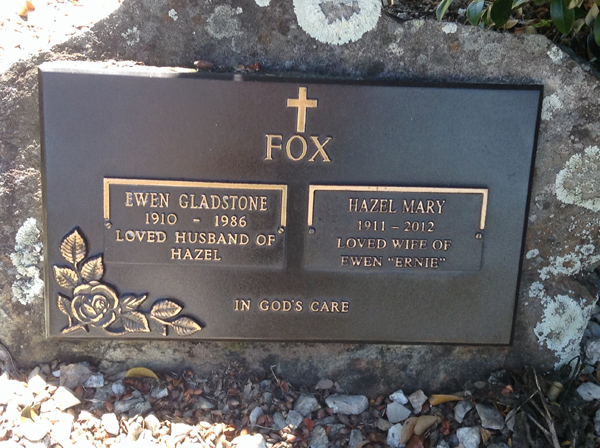 FOX
EWEN GLADSTONE
1910 - 1986
LOVED HUSBAND OF
HAZEL
HAZEL MARY
1911 - 2012
LOVED WIFE OF
EWEN "ERNIE"
IN GOD'S CARE